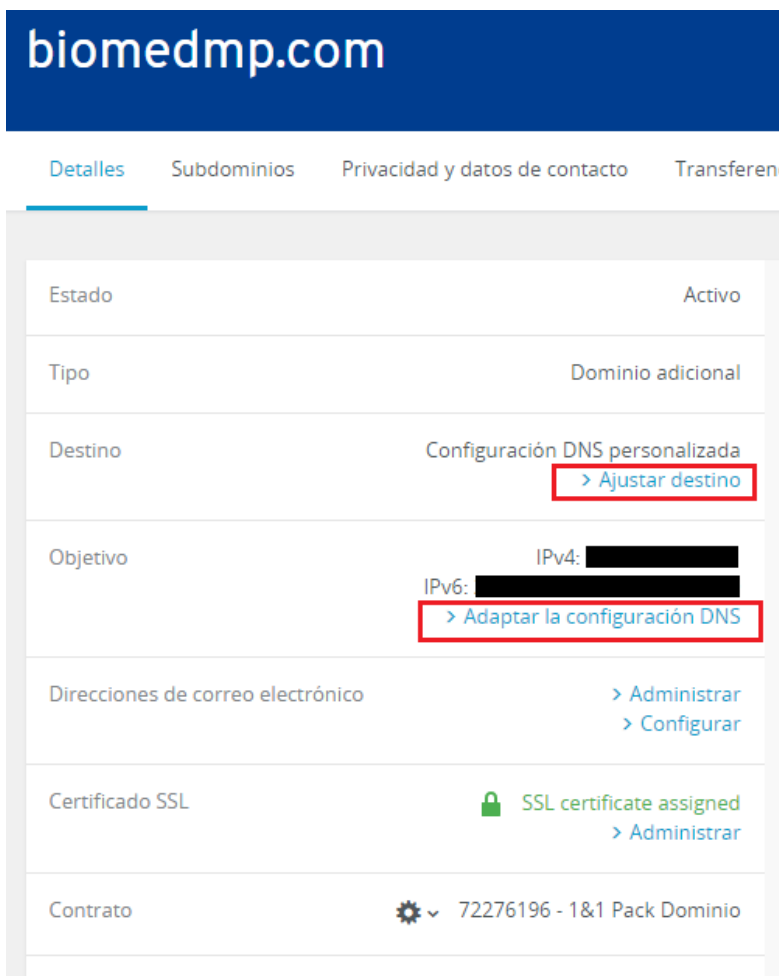 biomedmp.com
Detalles Subdominios Privacidad y datos de contacto Transferen
Estado Activo
Tipo Dominio adicional
Destino Configuración DNS personalizada
> Ajustar destino
Objetivo IPv4:
IPv6:
> Adaptar la configuración DNS
Direcciones de correo electrónico > Administrar
> Configurar
Certificado SSL SSL certificate assigned
> Administrar
Contrato 72276196 - 1&1 Pack Dominio